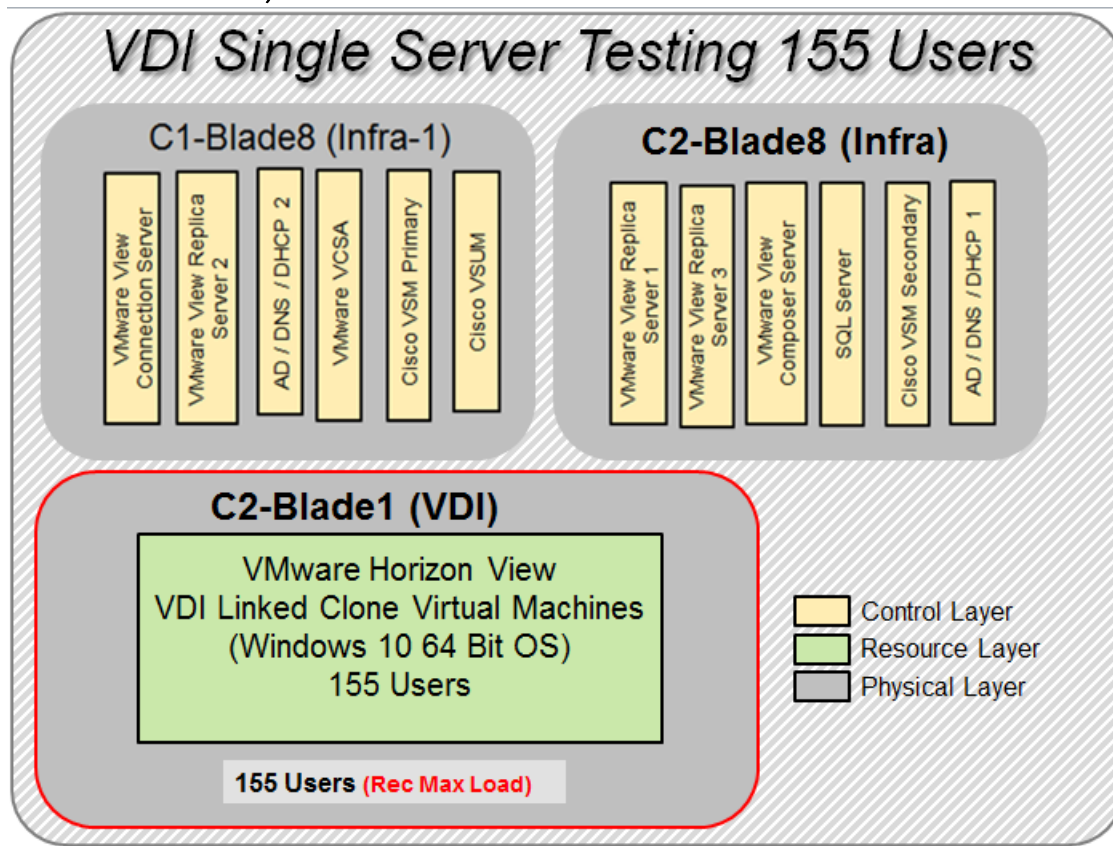 VDI Single Server Testing 155 Users
C1-Blade8 (Infra-1)
VMware View
Connection Server
VMware View Replica
Server 2
AD / DNS / DHCP 2
VMware VCSA
Cisco VSM Primary
Cisco VSUM
C2-Blade8 (Infra)
VMware View Replica
Server 1
VMware View Replica
Server 3
VMware View
Composer Server
SQL Server
Cisco VSM Secondary
AD / DNS / DHCP 1
C2-Blade1 (VDI)
VMware Horizon View
VDI Linked Clone Virtual Machines
(Windows 10 64 Bit OS)
155 Users
155 Users (Rec Max Load)
Control Layer
Resource Layer
Physical Layer